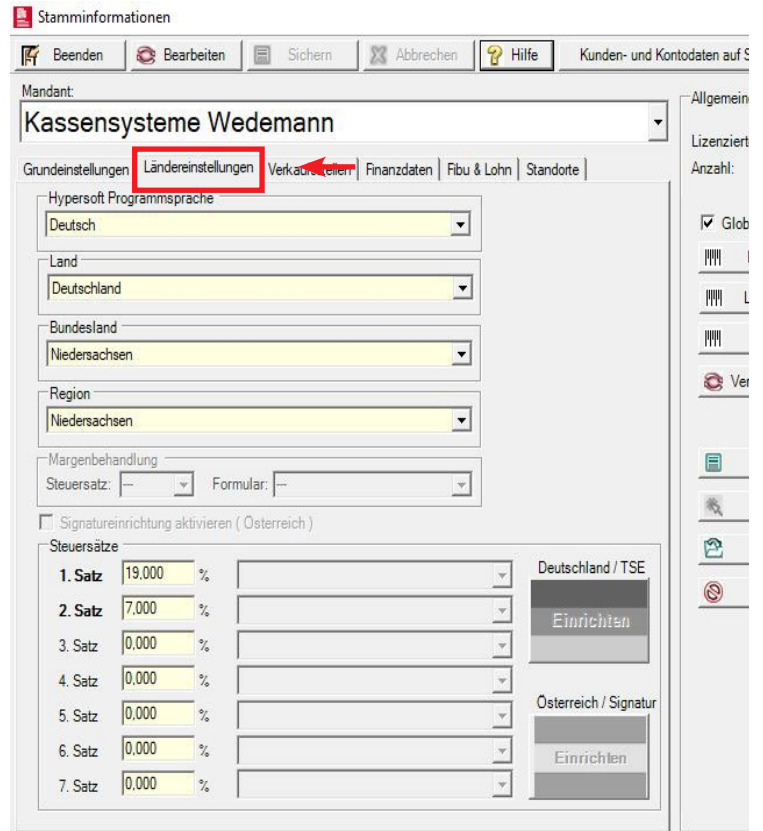 Stamminformationen
Beenden Bearbeiten Sichern Abbrechen Hilfe Kunden- und Kontodaten auf S
Mandant:
Kassensysteme Wedemann
Allgemein
Lizenziert
Anzahl:
Grundeinstellungen Ländereinstellungen Verkaufsstellen Finanzdaten Fibu & Lohn Standorte
Hypersoft Programmsprache
Deutsch
Glob
Land
Deutschland
L
Bundesland
Niedersachsen
Ver
Region
Niedersachsen
Margenbehandlung
Steuersatz: --- Formular: ---
Signatureinrichtung aktivieren ( Österreich )
Steuersätze
1. Satz 19,000 %
2. Satz 7,000 %
3. Satz 0,000 %
4. Satz 0,000 %
5. Satz 0,000 %
6. Satz 0,000 %
7. Satz 0,000 %
Deutschland / TSE
Einrichten
Österreich / Signatur
Einrichten